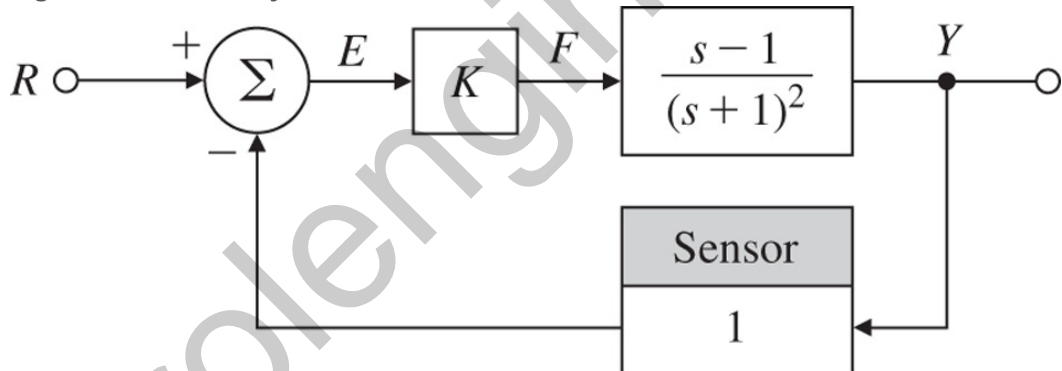 +
R
Σ
E
K
F
s − 1
(s + 1)²
Y
−
Sensor
1